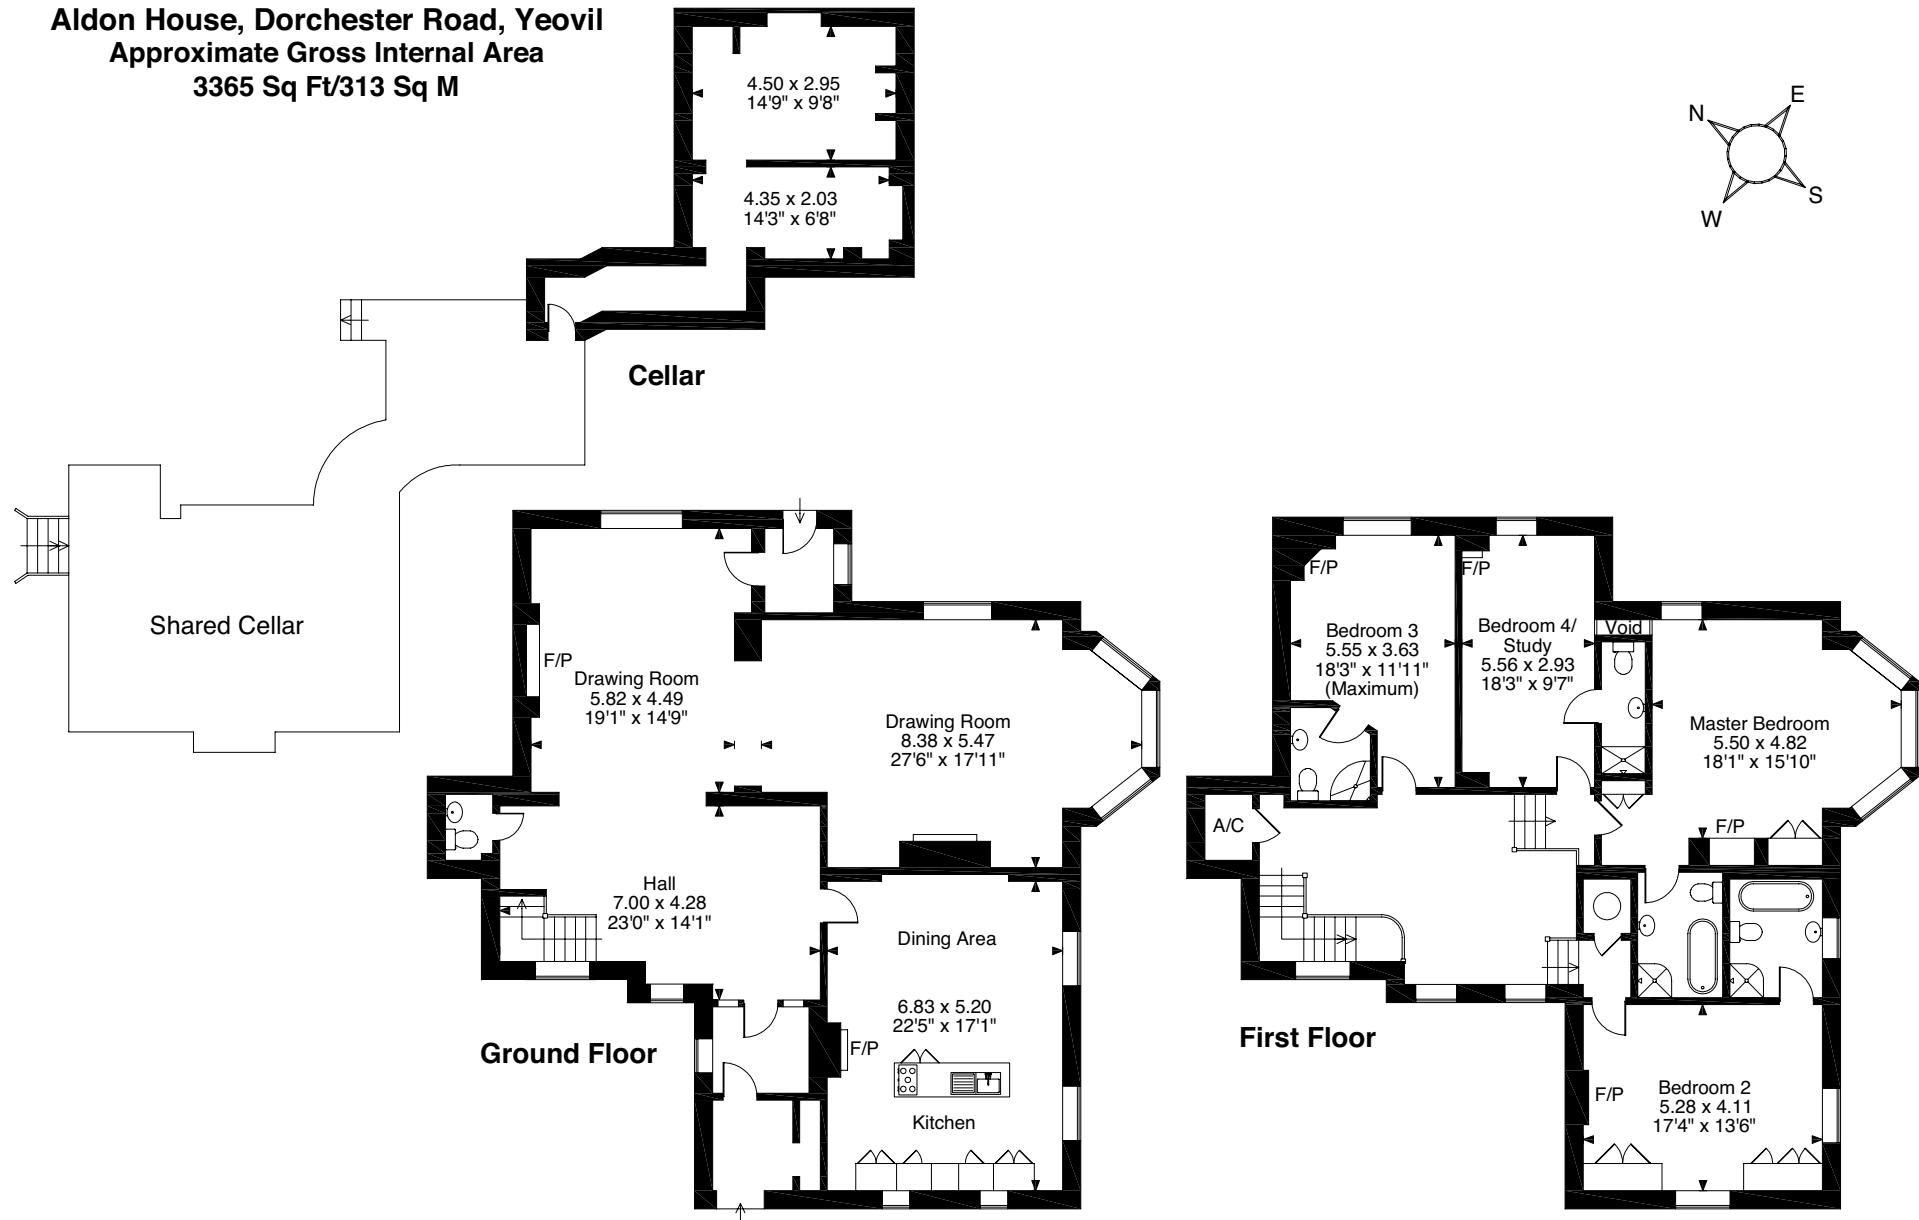 Aldon House, Dorchester Road, Yeovil
Approximate Gross Internal Area
3365 Sq Ft/313 Sq M
4.50 x 2.95
14'9" x 9'8"
4.35 x 2.03
14'3" x 6'8"
N
E
S
W
Cellar
Shared Cellar
F/P
Drawing Room
5.82 x 4.49
19'1" x 14'9"
Drawing Room
8.38 x 5.47
27'6" x 17'11"
Hall
7.00 x 4.28
23'0" x 14'1"
Dining Area
6.83 x 5.20
22'5" x 17'1"
F/P
Kitchen
Ground Floor
F/P
Bedroom 3
5.55 x 3.63
18'3" x 11'11"
(Maximum)
F/P
Bedroom 4/
Study
5.56 x 2.93
18'3" x 9'7"
Void
Master Bedroom
5.50 x 4.82
18'1" x 15'10"
F/P
A/C
First Floor
F/P
Bedroom 2
5.28 x 4.11
17'4" x 13'6"